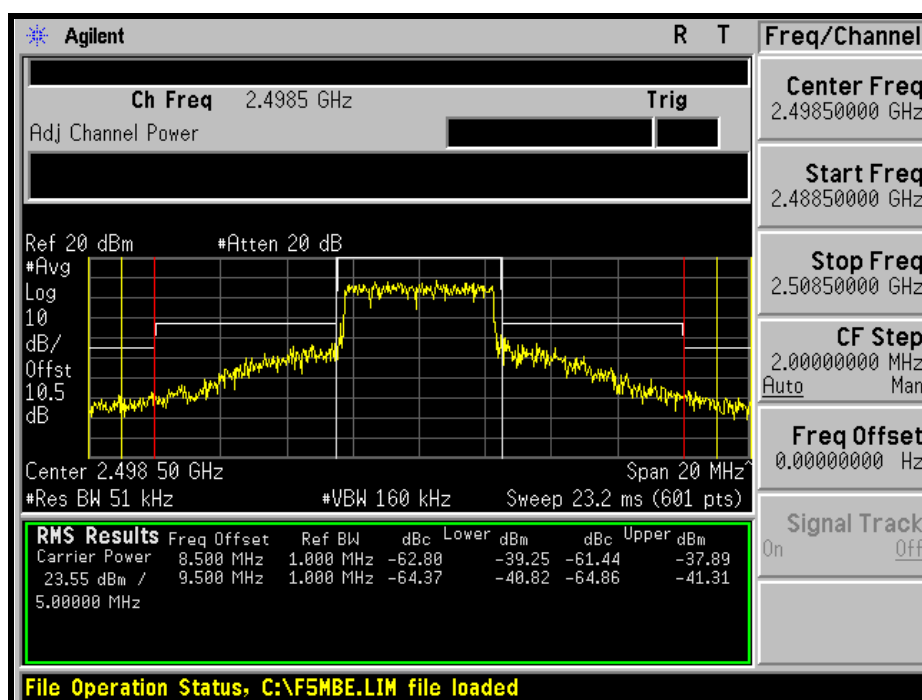 Agilent R T Freq/Channel
Ch Freq 2.4985 GHz Trig
Adj Channel Power
Center Freq
2.49850000 GHz
Start Freq
2.48850000 GHz
Stop Freq
2.50850000 GHz
CF Step
2.00000000 MHz
Auto Man
Freq Offset
0.00000000 Hz
Signal Track
On Off
Ref 20 dBm #Atten 20 dB
#Avg
Log
10
dB/
Offst
10.5
dB
Center 2.498 50 GHz Span 20 MHz^
#Res BW 51 kHz #VBW 160 kHz Sweep 23.2 ms (601 pts)
RMS Results Freq Offset Ref BW dBc Lower dBm dBc Upper dBm
Carrier Power 8.500 MHz 1.000 MHz -62.80 -39.25 -61.44 -37.89
23.55 dBm / 9.500 MHz 1.000 MHz -64.37 -40.82 -64.86 -41.31
5.00000 MHz
File Operation Status, C:\F5MBE.LIM file loaded